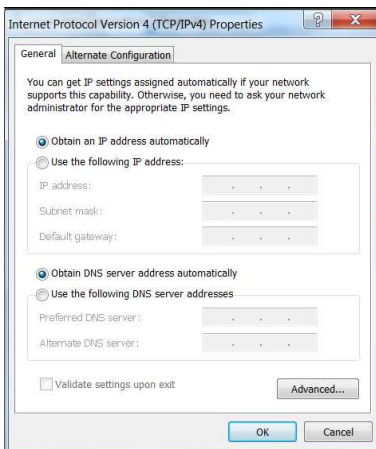 Internet Protocol Version 4 (TCP/IPv4) Properties
General
Alternate Configuration
You can get IP settings assigned automatically if your network
supports this capability. Otherwise, you need to ask your network
administrator for the appropriate IP settings.
Obtain an IP address automatically
Use the following IP address:
IP address:
Subnet mask:
Default gateway:
Obtain DNS server address automatically
Use the following DNS server addresses
Preferred DNS server:
Alternate DNS server:
Validate settings upon exit
Advanced...
OK
Cancel